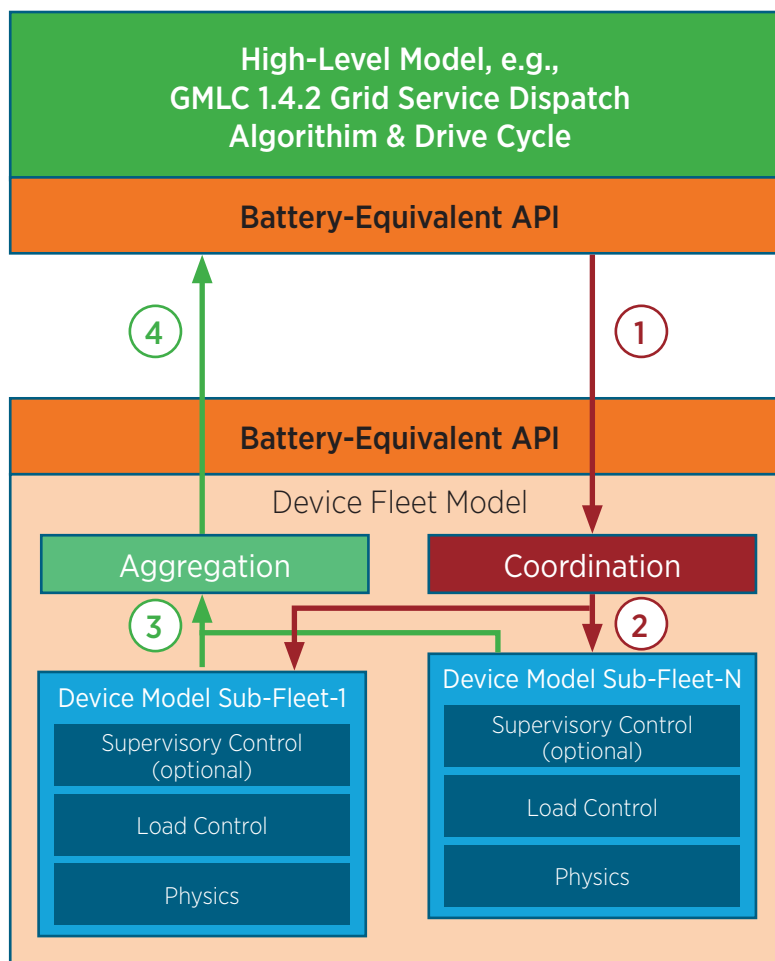 High-Level Model, e.g.,
GMLC 1.4.2 Grid Service Dispatch
Algorithim & Drive Cycle
Battery-Equivalent API
4
1
Battery-Equivalent API
Device Fleet Model
Aggregation
Coordination
3
2
Device Model Sub-Fleet-1
Supervisory Control
(optional)
Load Control
Physics
Device Model Sub-Fleet-N
Supervisory Control
(optional)
Load Control
Physics